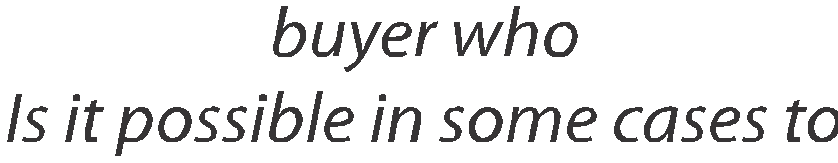 buyer who
Is it possible in some cases to